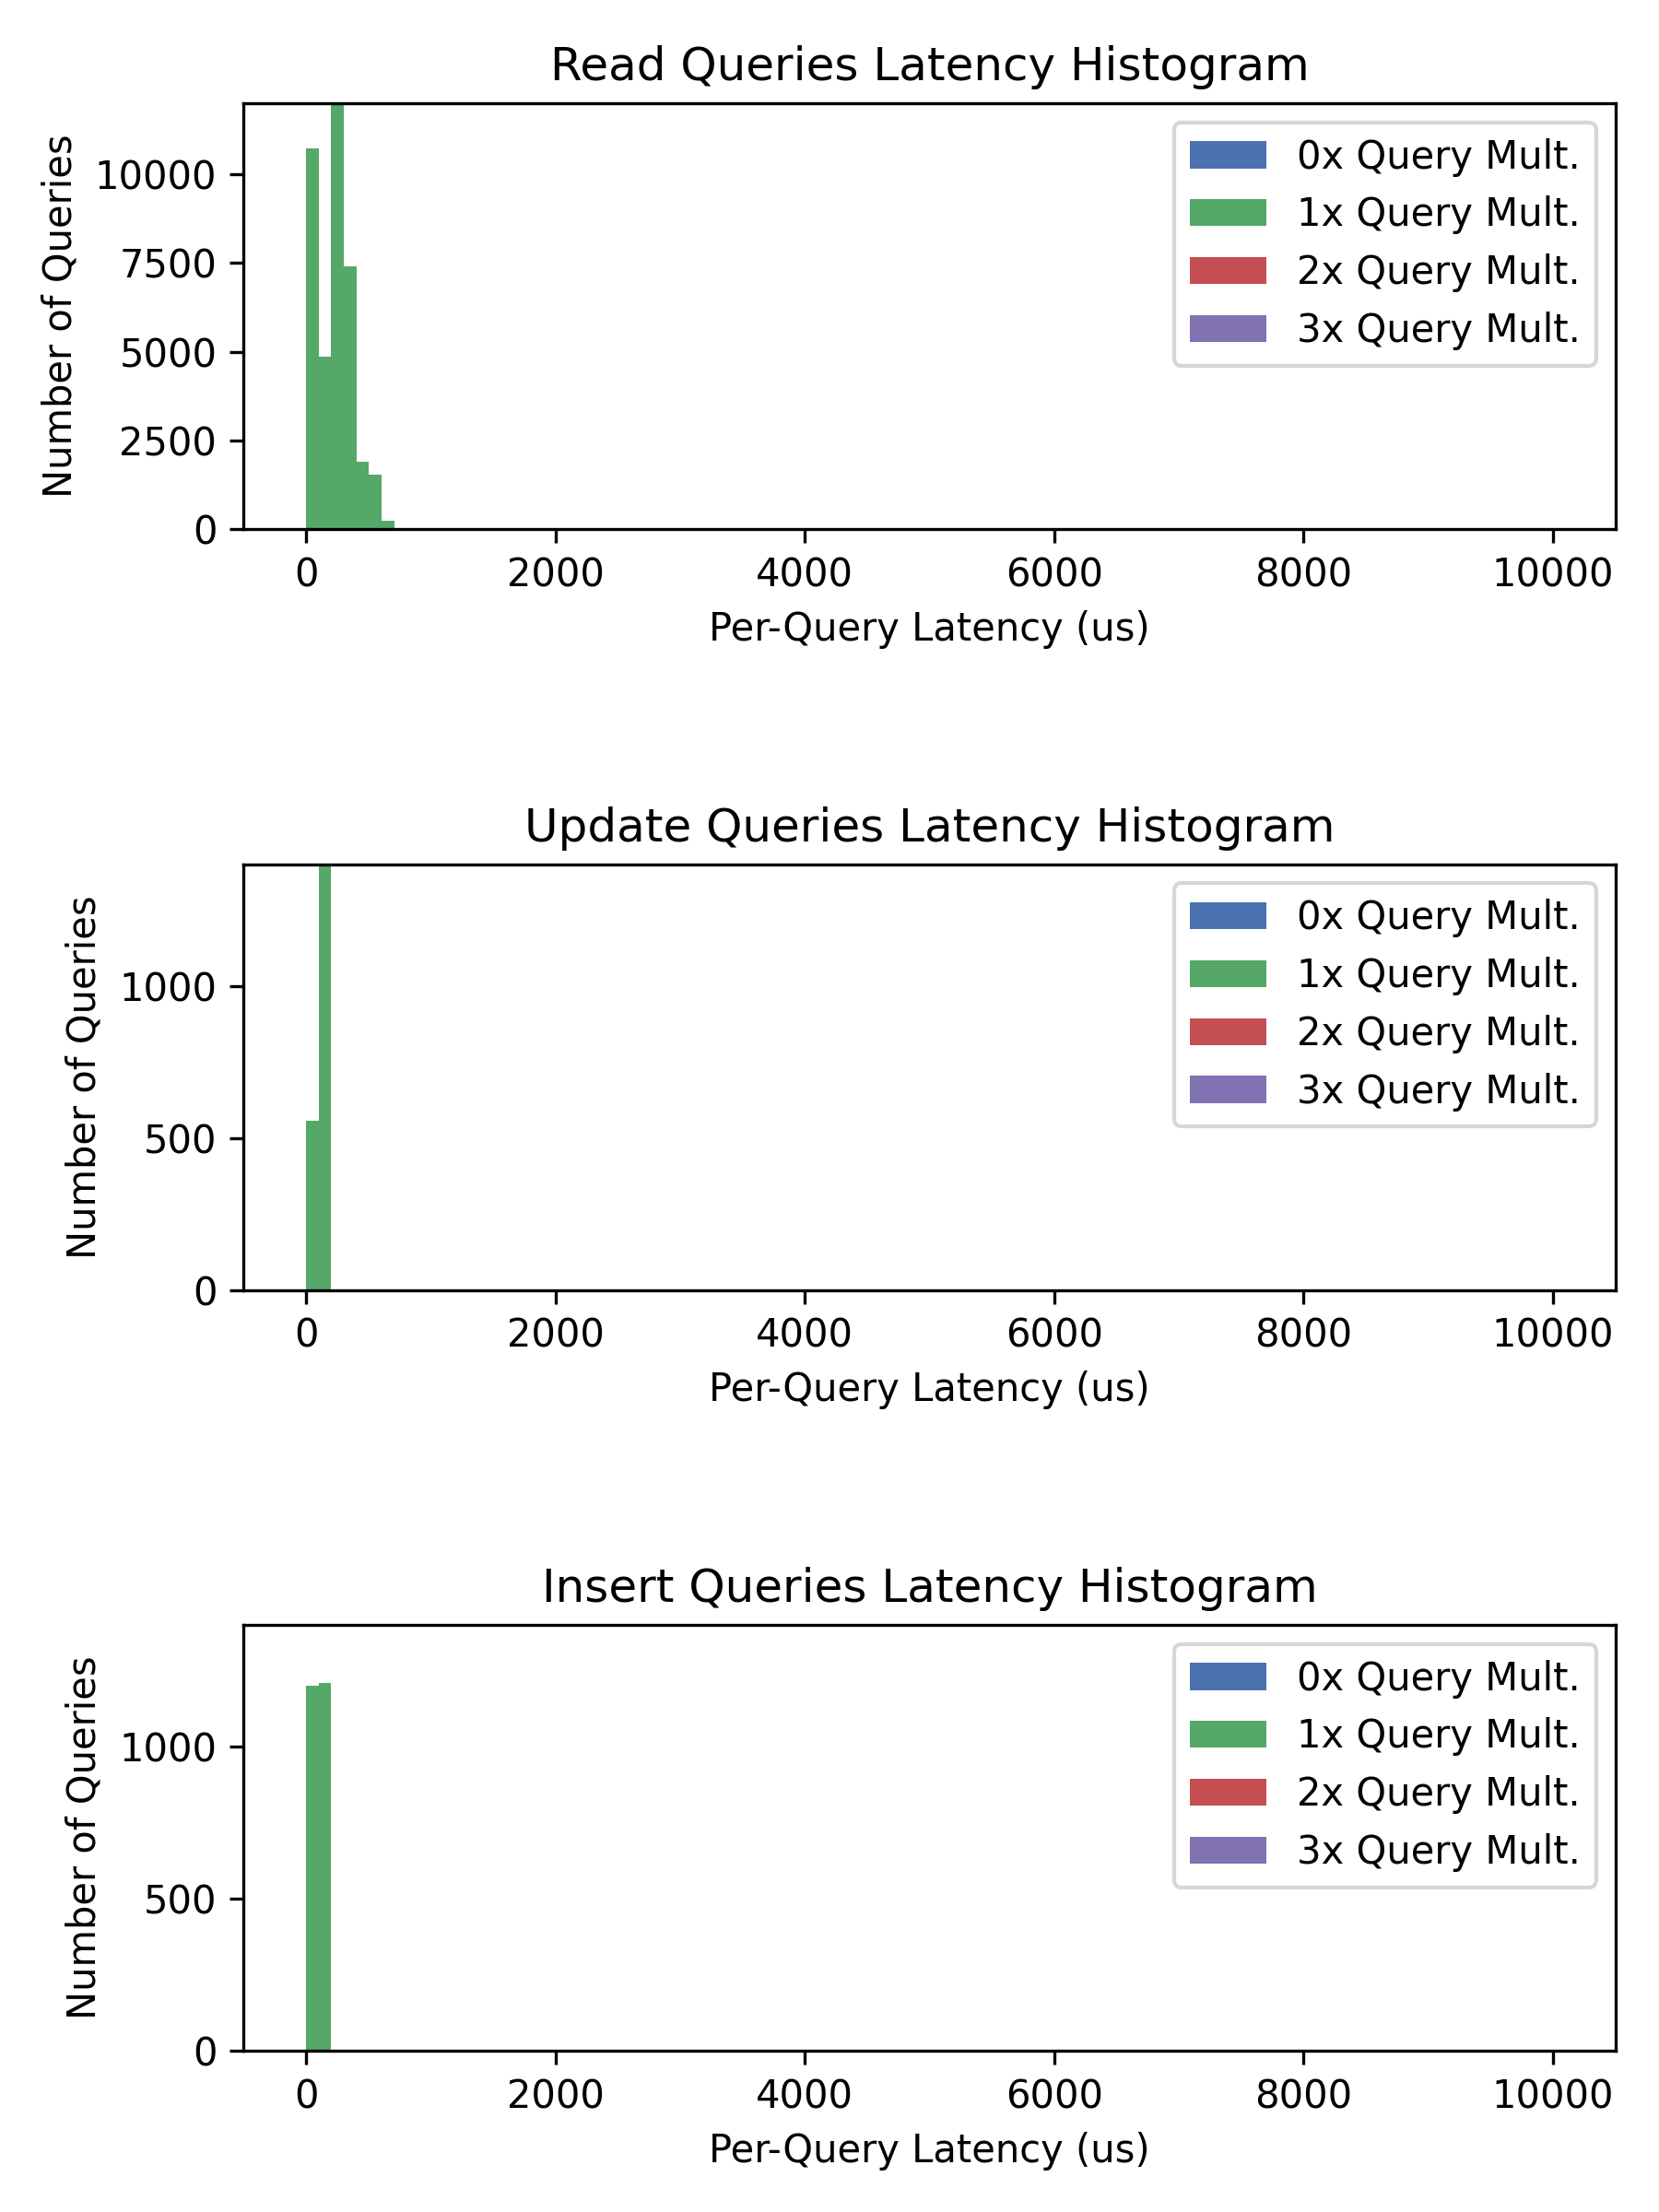 Read Queries Latency Histogram
Number of Queries
10000
7500
5000
2500
0
0x Query Mult.
1x Query Mult.
2x Query Mult.
3x Query Mult.
0 2000 4000 6000 8000 10000
Per-Query Latency (us)
Update Queries Latency Histogram
Number of Queries
1000
500
0
0x Query Mult.
1x Query Mult.
2x Query Mult.
3x Query Mult.
0 2000 4000 6000 8000 10000
Per-Query Latency (us)
Insert Queries Latency Histogram
Number of Queries
1000
500
0
0x Query Mult.
1x Query Mult.
2x Query Mult.
3x Query Mult.
0 2000 4000 6000 8000 10000
Per-Query Latency (us)